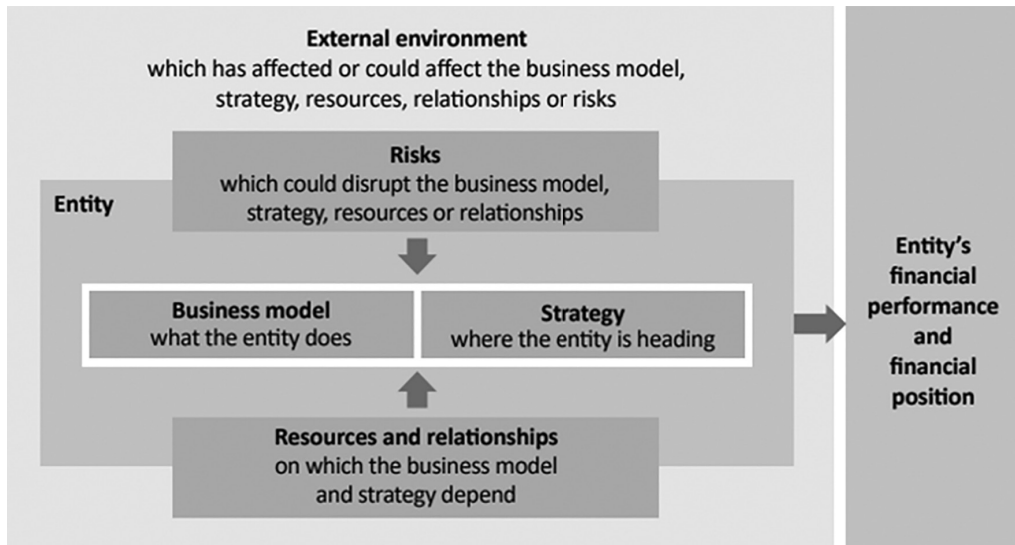 External environment
which has affected or could affect the business model,
strategy, resources, relationships or risks
Risks
which could disrupt the business model,
strategy, resources or relationships
Entity
Business model
what the entity does
Strategy
where the entity is heading
Resources and relationships
on which the business model
and strategy depend
Entity’s
financial
performance
and
financial
position